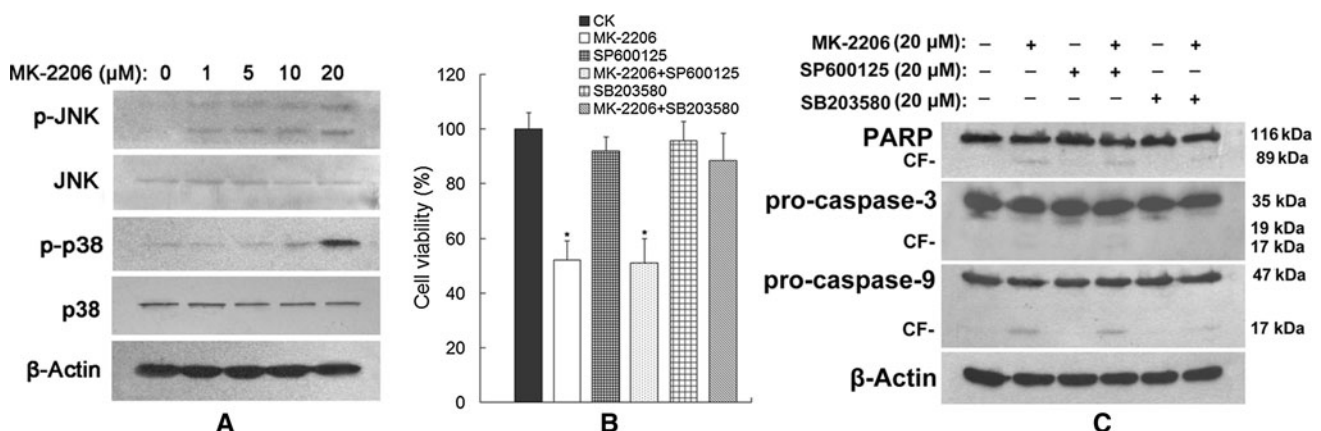 MK-2206 (μM): 0 1 5 10 20
p-JNK
JNK
p-p38
p38
β-Actin
A
CK
MK-2206
SP600125
MK-2206+SP600125
SB203580
MK-2206+SB203580
Cell viability (%)
120
100
80
60
40
20
0
*
*
B
MK-2206 (20 μM): – + – + – +
SP600125 (20 μM): – – + + – –
SB203580 (20 μM): – – – – + +
PARP 116 kDa
CF- 89 kDa
pro-caspase-3 35 kDa
19 kDa
CF- 17 kDa
pro-caspase-9 47 kDa
CF- 17 kDa
β-Actin
C